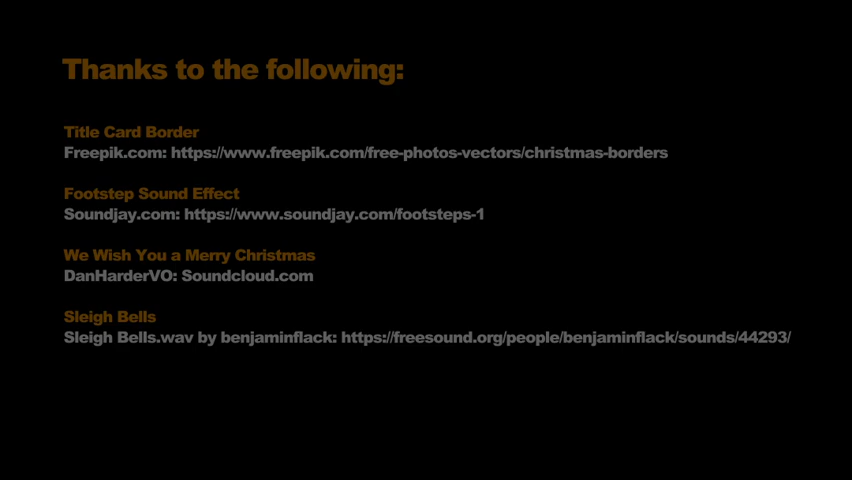 Thanks to the following:
Title Card Border
Freepik.com: https://www.freepik.com/free-photos-vectors/christmas-borders
Footstep Sound Effect
Soundjay.com: https://www.soundjay.com/footsteps-1
We Wish You a Merry Christmas
DanHarderVO: Soundcloud.com
Sleigh Bells
Sleigh Bells.wav by benjaminflack: https://freesound.org/people/benjaminflack/sounds/44293/